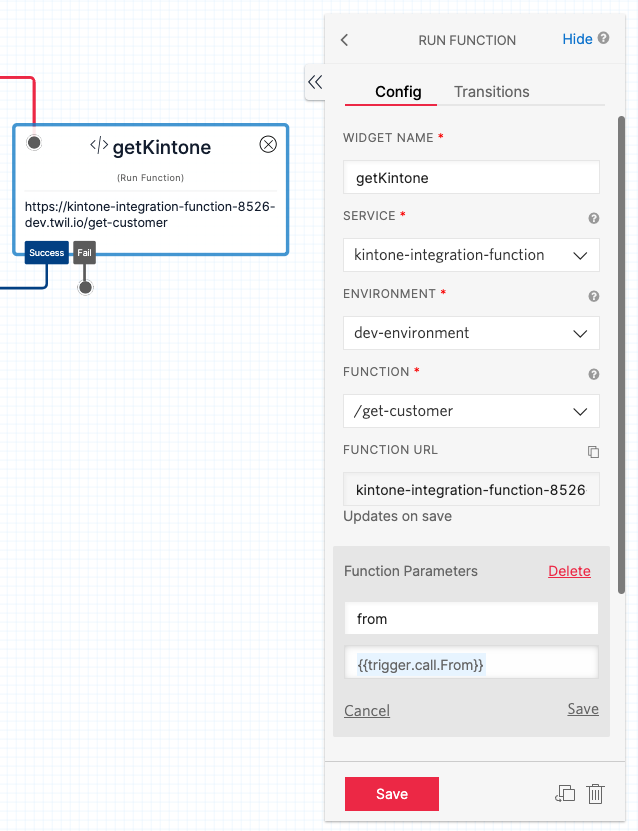 </> getKintone
(Run Function)
https://kintone-integration-function-8526-
dev.twil.io/get-customer
Success Fail
RUN FUNCTION
Hide ?
Config Transitions
WIDGET NAME *
getKintone
SERVICE * ?
kintone-integration-function
ENVIRONMENT * ?
dev-environment
FUNCTION * ?
/get-customer
FUNCTION URL
kintone-integration-function-8526
Updates on save
Function Parameters Delete
from
{{trigger.call.From}}
Cancel Save
Save